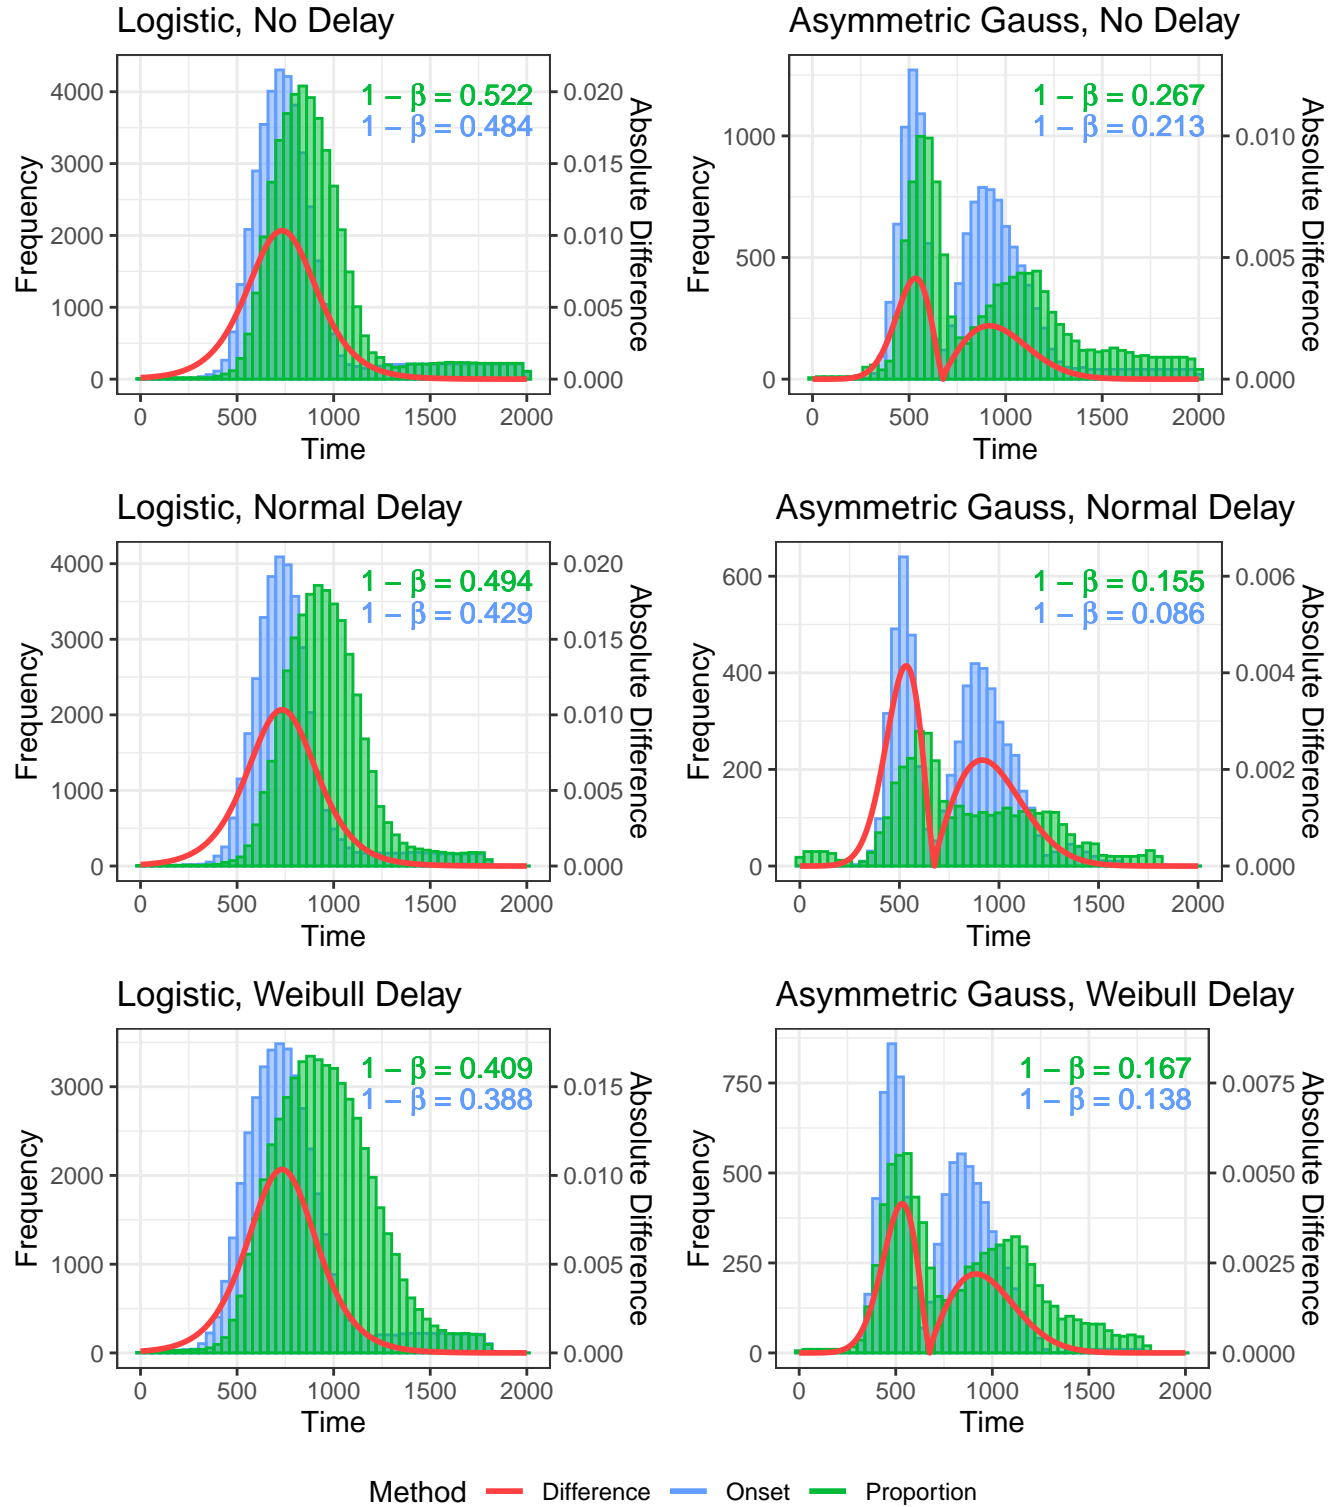 Logistic, No Delay
1 − β = 0.522
1 − β = 0.484
Frequency
4000
3000
2000
1000
0
0.020
0.015
0.010
0.005
0.000
Absolute Difference
0 500 1000 1500 2000
Time
Asymmetric Gauss, No Delay
1 − β = 0.267
1 − β = 0.213
Frequency
1000
500
0
0.010
0.005
0.000
Absolute Difference
0 500 1000 1500 2000
Time
Logistic, Normal Delay
1 − β = 0.494
1 − β = 0.429
Frequency
4000
3000
2000
1000
0
0.020
0.015
0.010
0.005
0.000
Absolute Difference
0 500 1000 1500 2000
Time
Asymmetric Gauss, Normal Delay
1 − β = 0.155
1 − β = 0.086
Frequency
600
400
200
0
0.006
0.004
0.002
0.000
Absolute Difference
0 500 1000 1500 2000
Time
Logistic, Weibull Delay
1 − β = 0.409
1 − β = 0.388
Frequency
3000
2000
1000
0
0.015
0.010
0.005
0.000
Absolute Difference
0 500 1000 1500 2000
Time
Asymmetric Gauss, Weibull Delay
1 − β = 0.167
1 − β = 0.138
Frequency
750
500
250
0
0.0075
0.0050
0.0025
0.0000
Absolute Difference
0 500 1000 1500 2000
Time
Method Difference Onset Proportion